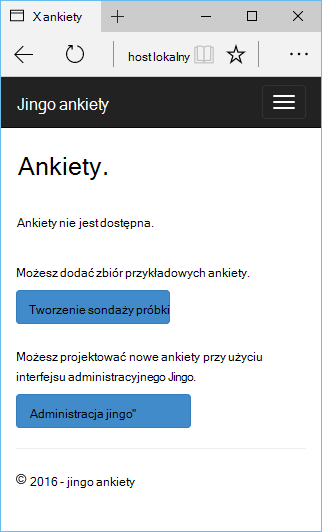 X ankiety
host lokalny
Jingo ankiety
Ankiety.
Ankiety nie jest dostępna.
Możesz dodać zbiór przykładowych ankiety.
Tworzenie sondaży próbki
Możesz projektować nowe ankiety przy użyciu
interfejsu administracyjnego Jingo.
Administracja jingo"
© 2016 - jingo ankiety